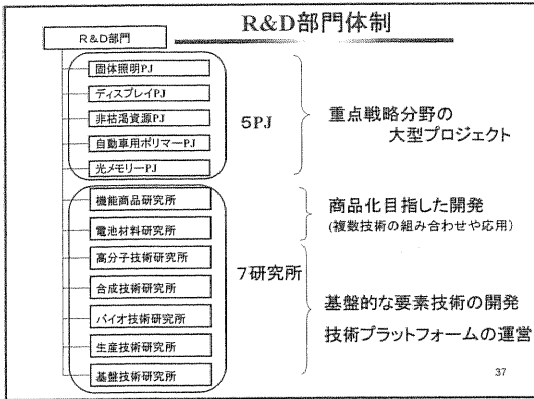 R&D部門体制
R&D部門
固体照明PJ
ディスプレイPJ
非枯渇資源PJ
自動車用ポリマーPJ
光メモリーPJ
5PJ
重点戦略分野の
大型プロジェクト
機能商品研究所
電池材料研究所
高分子技術研究所
合成技術研究所
バイオ技術研究所
生産技術研究所
基盤技術研究所
7研究所
商品化目指した開発
(複数技術の組み合わせや応用)
基盤的な要素技術の開発
技術プラットフォームの運営
37